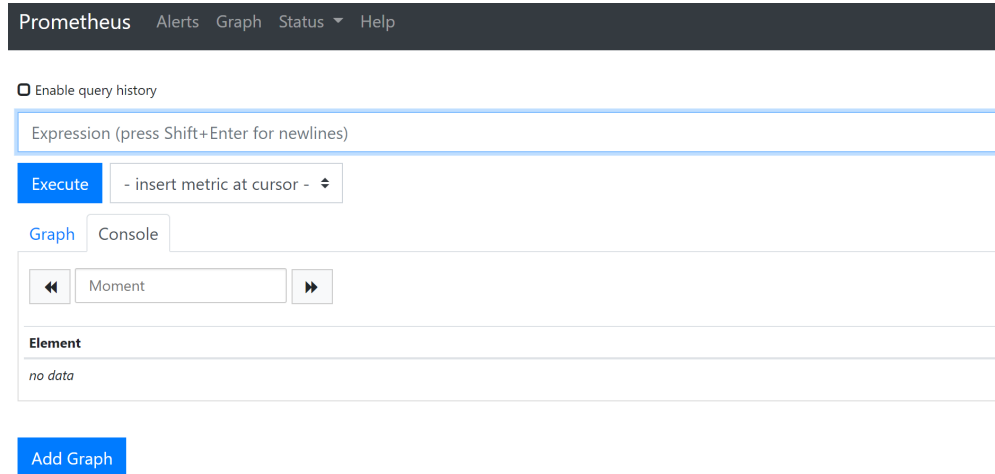 Prometheus Alerts Graph Status Help
Enable query history
Expression (press Shift+Enter for newlines)
Execute - insert metric at cursor -
Graph Console
Moment
Element
no data
Add Graph